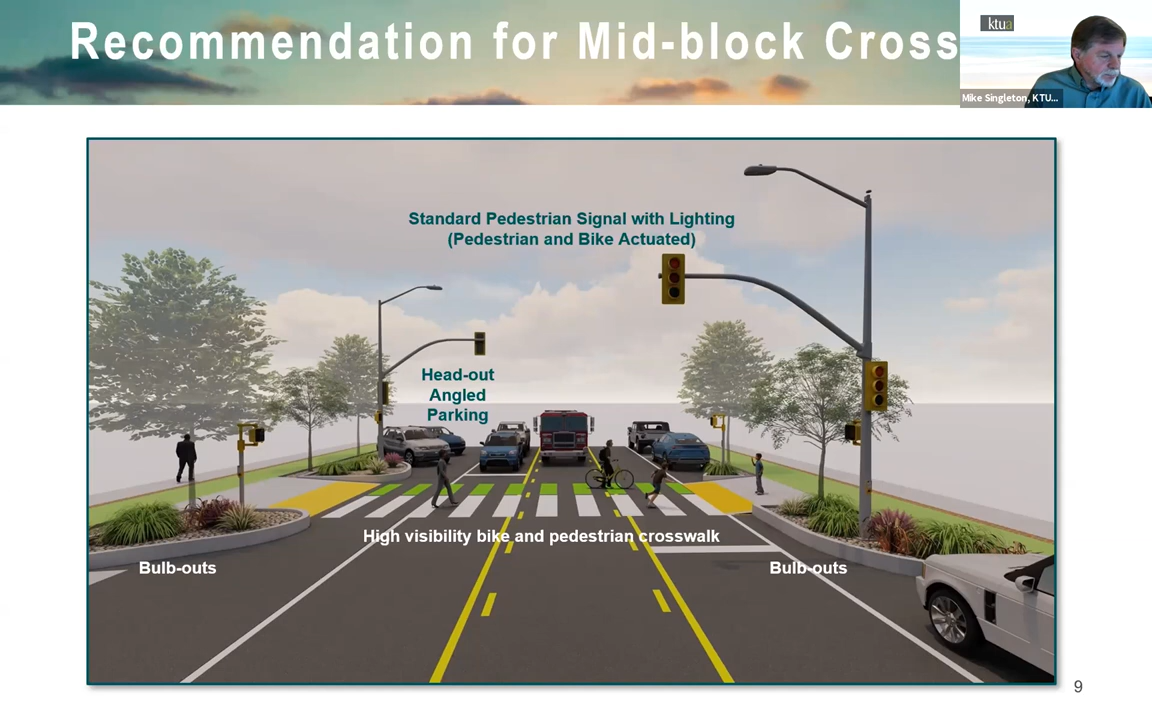 Recommendation for Mid-block Cross
ktua
Mike Singleton, KTU...
Standard Pedestrian Signal with Lighting
(Pedestrian and Bike Actuated)
Head-out
Angled
Parking
High visibility bike and pedestrian crosswalk
Bulb-outs
Bulb-outs
9